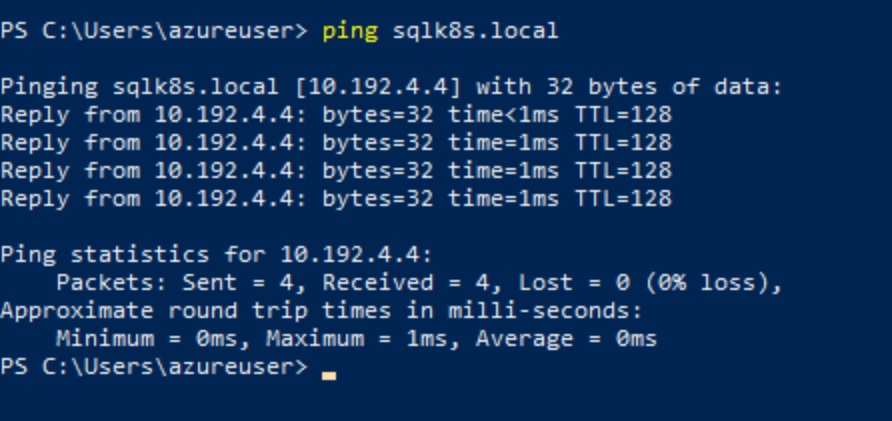 PS C:\Users\azureuser> ping sqlk8s.local
Pinging sqlk8s.local [10.192.4.4] with 32 bytes of data:
Reply from 10.192.4.4: bytes=32 time<1ms TTL=128
Reply from 10.192.4.4: bytes=32 time=1ms TTL=128
Reply from 10.192.4.4: bytes=32 time=1ms TTL=128
Reply from 10.192.4.4: bytes=32 time=1ms TTL=128
Ping statistics for 10.192.4.4:
    Packets: Sent = 4, Received = 4, Lost = 0 (0% loss),
Approximate round trip times in milli-seconds:
    Minimum = 0ms, Maximum = 1ms, Average = 0ms
PS C:\Users\azureuser>